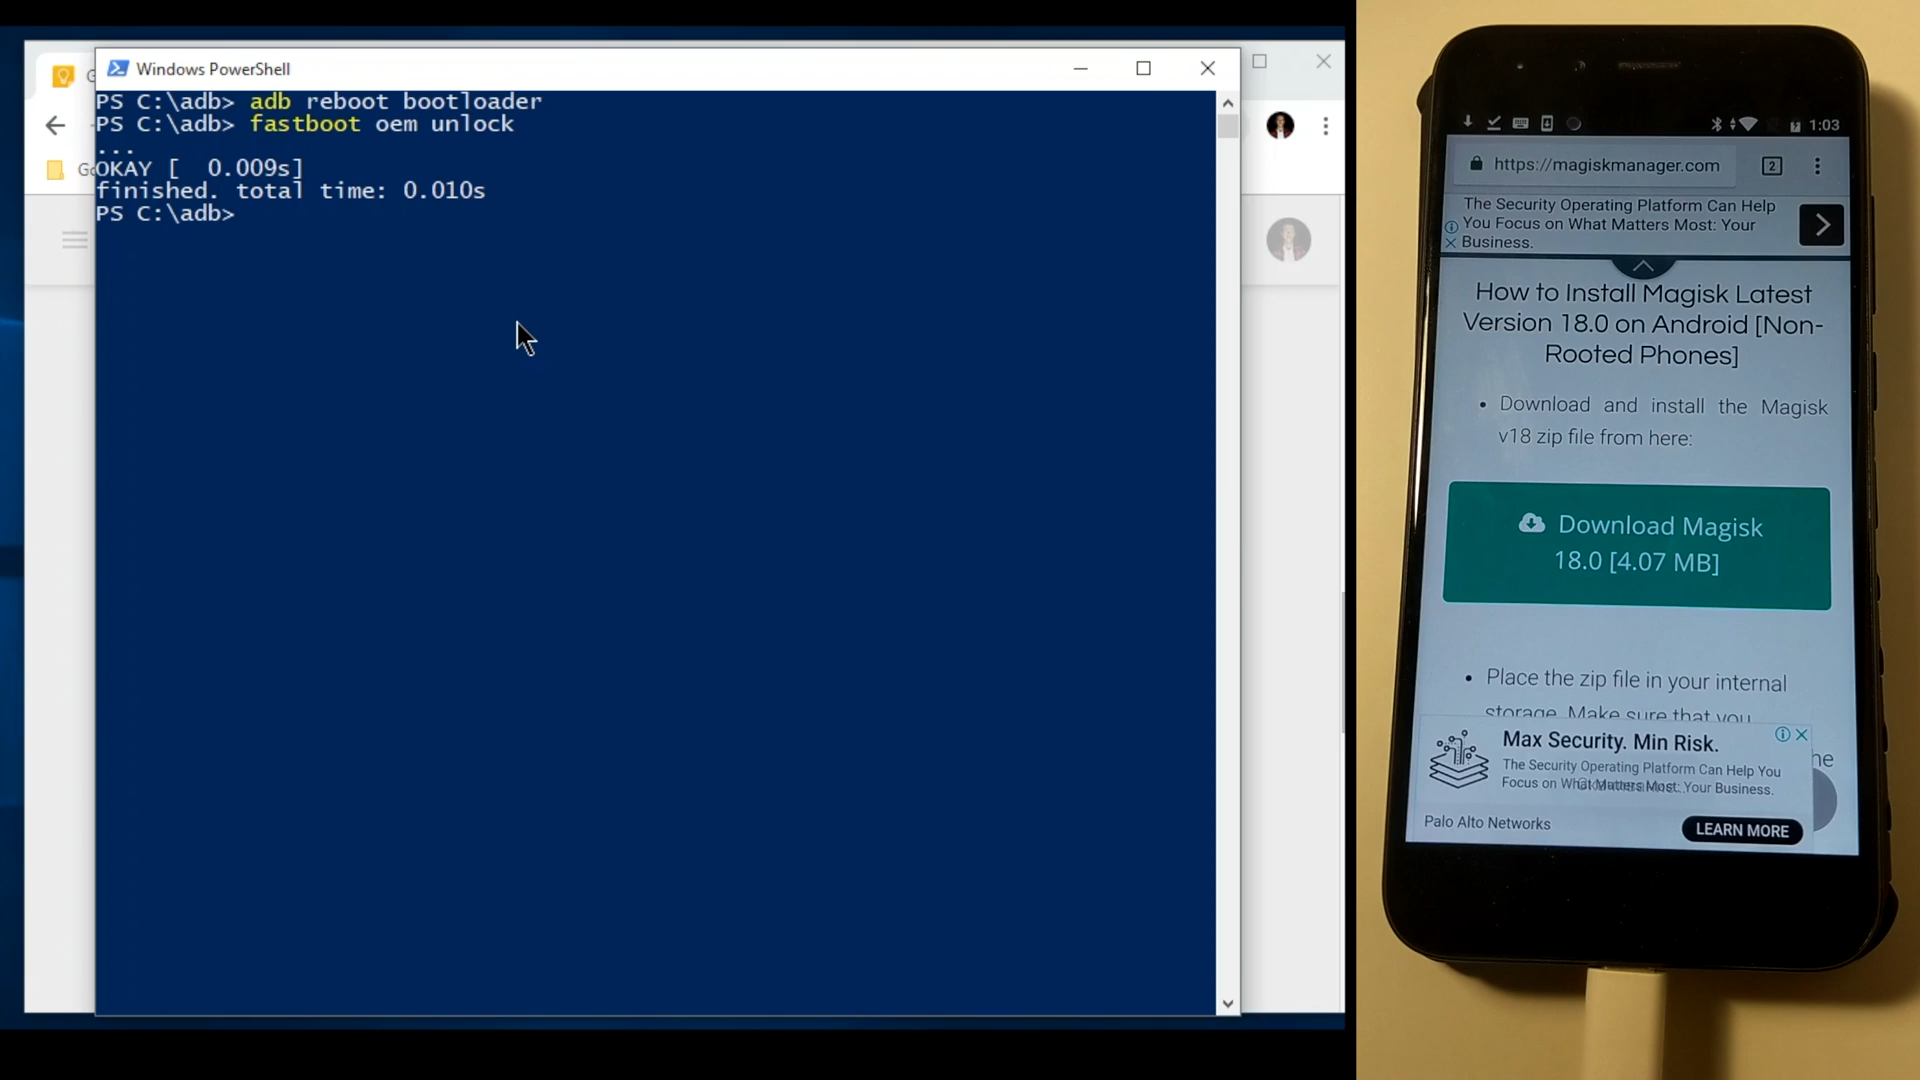 Windows PowerShell
PS C:\adb> adb reboot bootloader
PS C:\adb> fastboot oem unlock
...
OKAY [  0.009s]
finished. total time: 0.010s
PS C:\adb>
1:03
https://magiskmanager.com
2
The Security Operating Platform Can Help
You Focus on What Matters Most: Your
Business.
How to Install Magisk Latest
Version 18.0 on Android [Non-
Rooted Phones]
• Download and install the Magisk
v18 zip file from here:
Download Magisk
18.0 [4.07 MB]
• Place the zip file in your internal
storage. Make sure that you
Max Security. Min Risk.
The Security Operating Platform Can Help You
Focus on What Matters Most: Your Business.
Palo Alto Networks
LEARN MORE